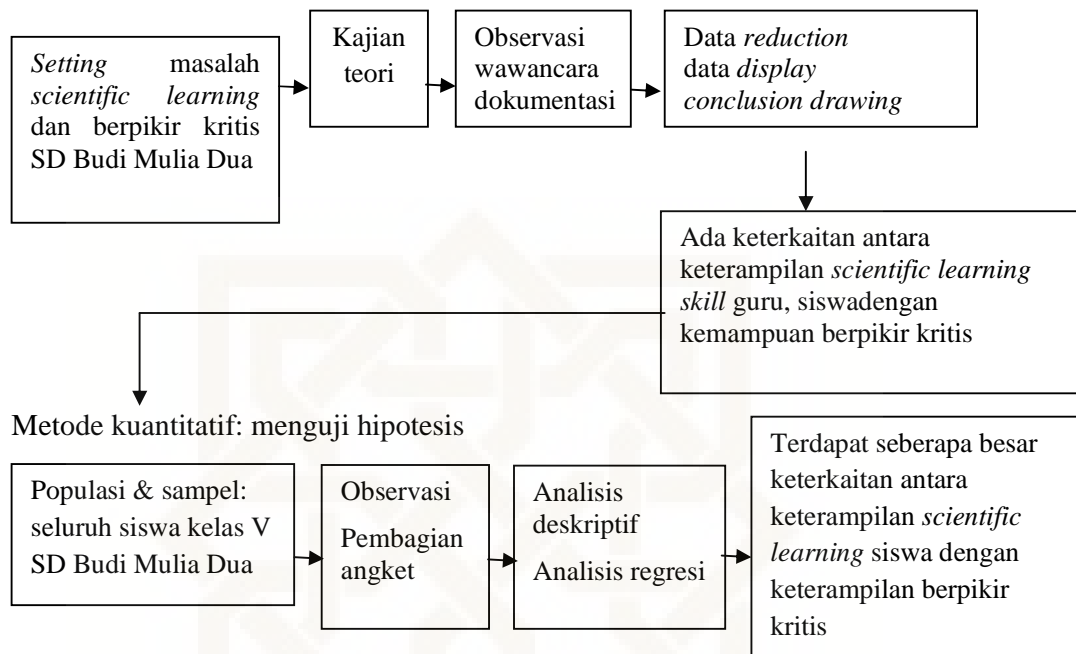 Setting masalah
scientific learning
dan berpikir kritis
SD Budi Mulia Dua
Kajian
teori
Observasi
wawancara
dokumentasi
Data reduction
data display
conclusion drawing
Ada keterkaitan antara
keterampilan scientific learning
skill guru, siswadengan
kemampuan berpikir kritis
Metode kuantitatif: menguji hipotesis
Populasi & sampel:
seluruh siswa kelas V
SD Budi Mulia Dua
Observasi
Pembagian
angket
Analisis
deskriptif
Analisis regresi
Terdapat seberapa besar
keterkaitan antara
keterampilan scientific
learning siswa dengan
keterampilan berpikir
kritis